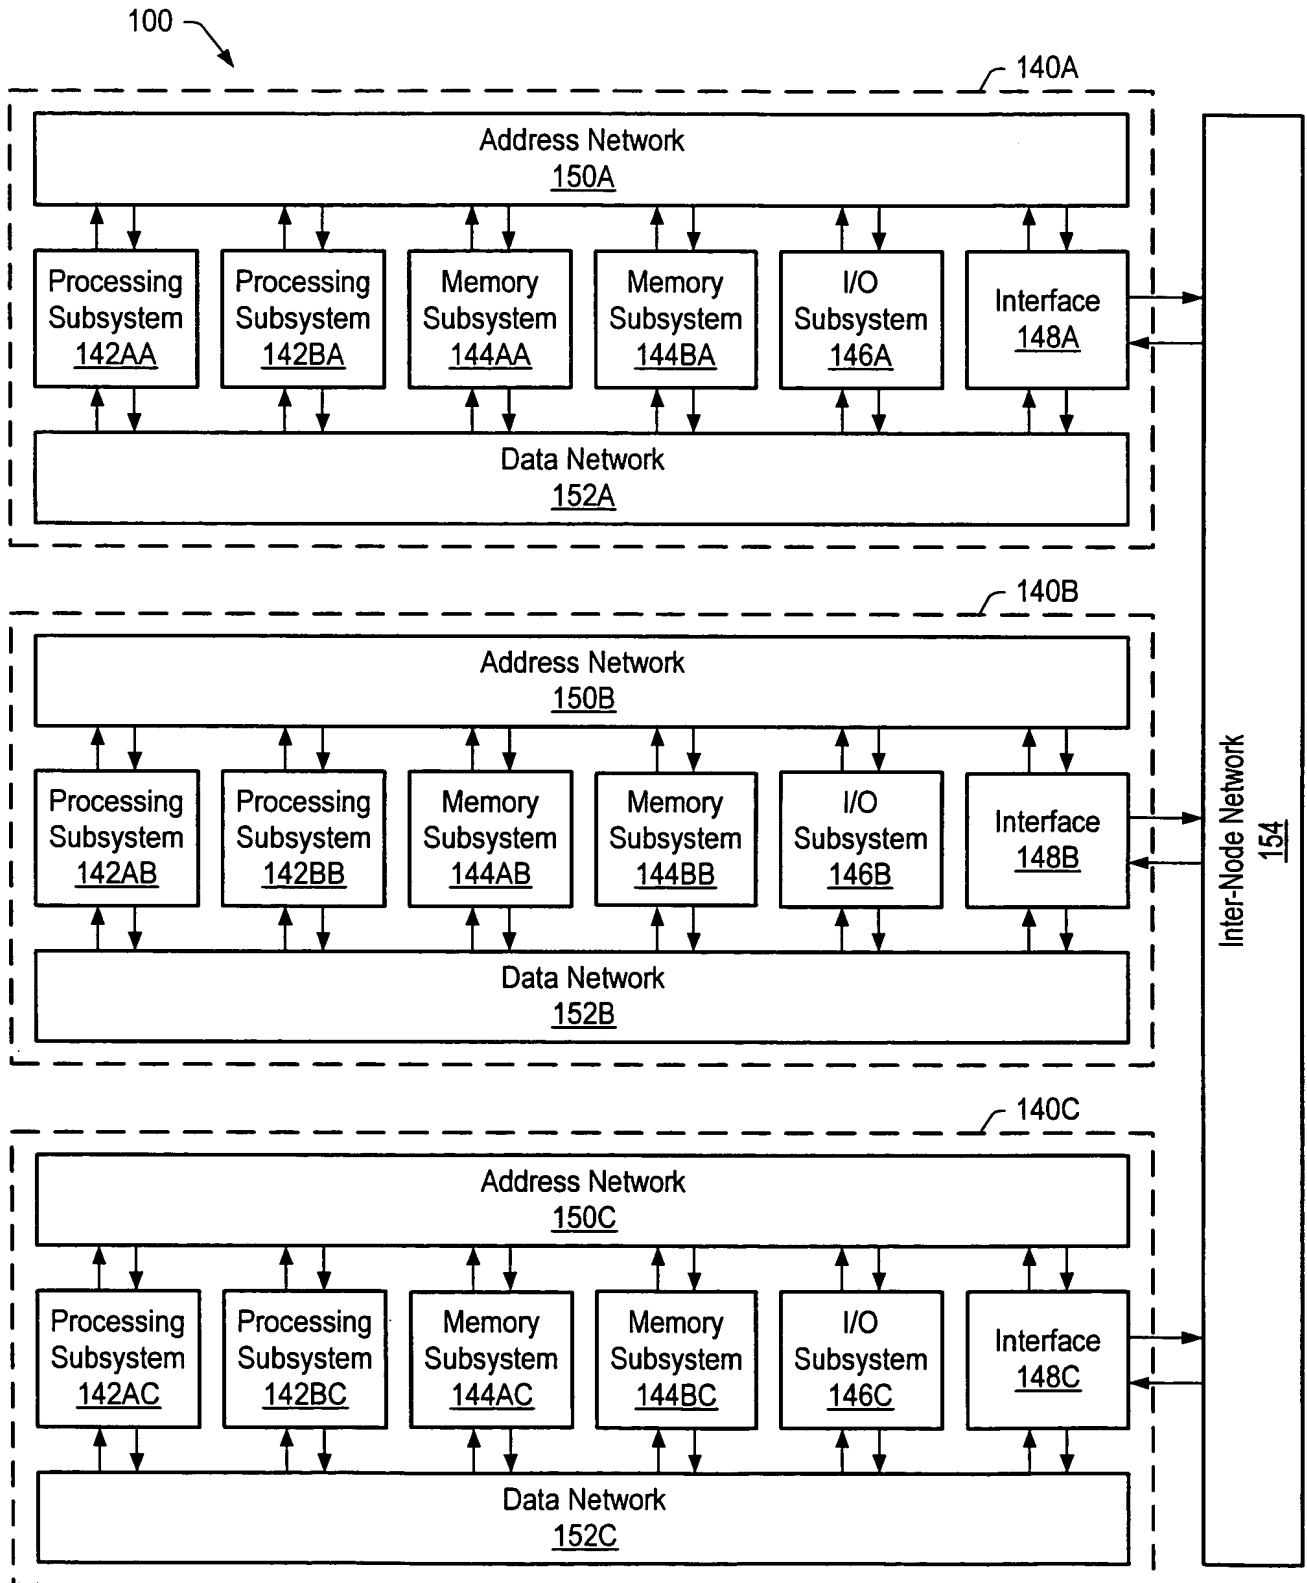 100
140A
Address Network
150A
Processing
Subsystem
142AA
Processing
Subsystem
142BA
Memory
Subsystem
144AA
Memory
Subsystem
144BA
I/O
Subsystem
146A
Interface
148A
Data Network
152A
140B
Address Network
150B
Processing
Subsystem
142AB
Processing
Subsystem
142BB
Memory
Subsystem
144AB
Memory
Subsystem
144BB
I/O
Subsystem
146B
Interface
148B
Data Network
152B
140C
Address Network
150C
Processing
Subsystem
142AC
Processing
Subsystem
142BC
Memory
Subsystem
144AC
Memory
Subsystem
144BC
I/O
Subsystem
146C
Interface
148C
Data Network
152C
Inter-Node Network
154